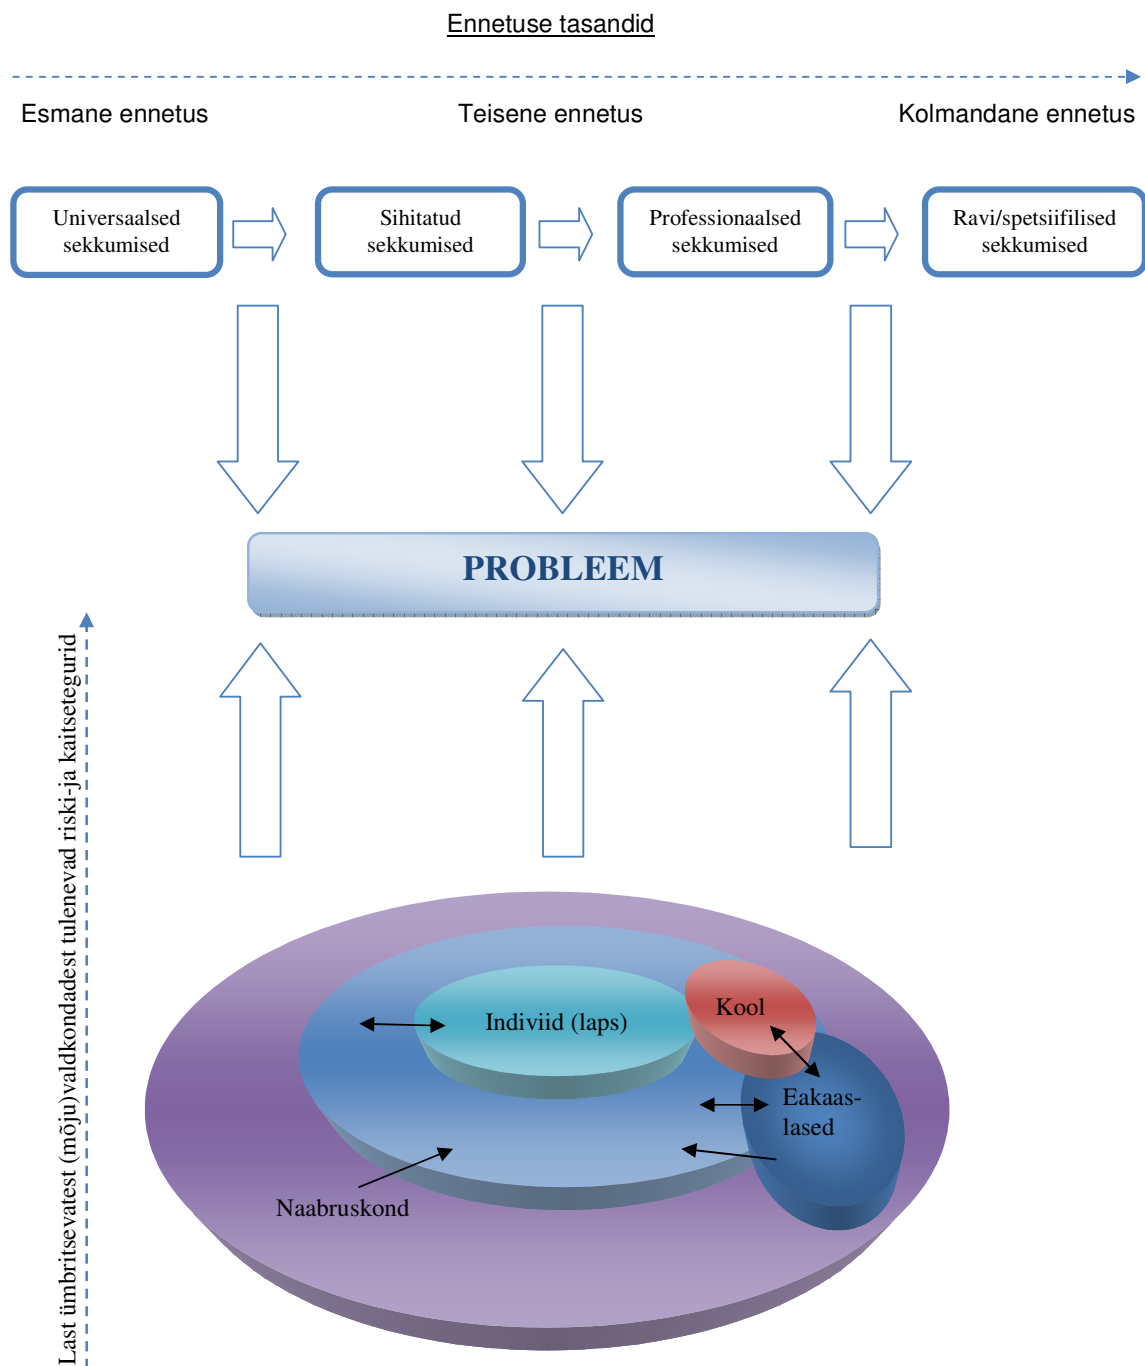 Ennetuse tasandid
Esmane ennetus
Teisene ennetus
Kolmandane ennetus
Universaalsed
sekkumised
Sihitatud
sekkumised
Professionaalsed
sekkumised
Ravi/spetsiifilised
sekkumised
PROBLEEM
Last ümbritsevatest (mõju)valdkondadest tulenevad riski-ja kaitsetegurid
Indiviid (laps)
Kool
Eakaas-
lased
Naabruskond